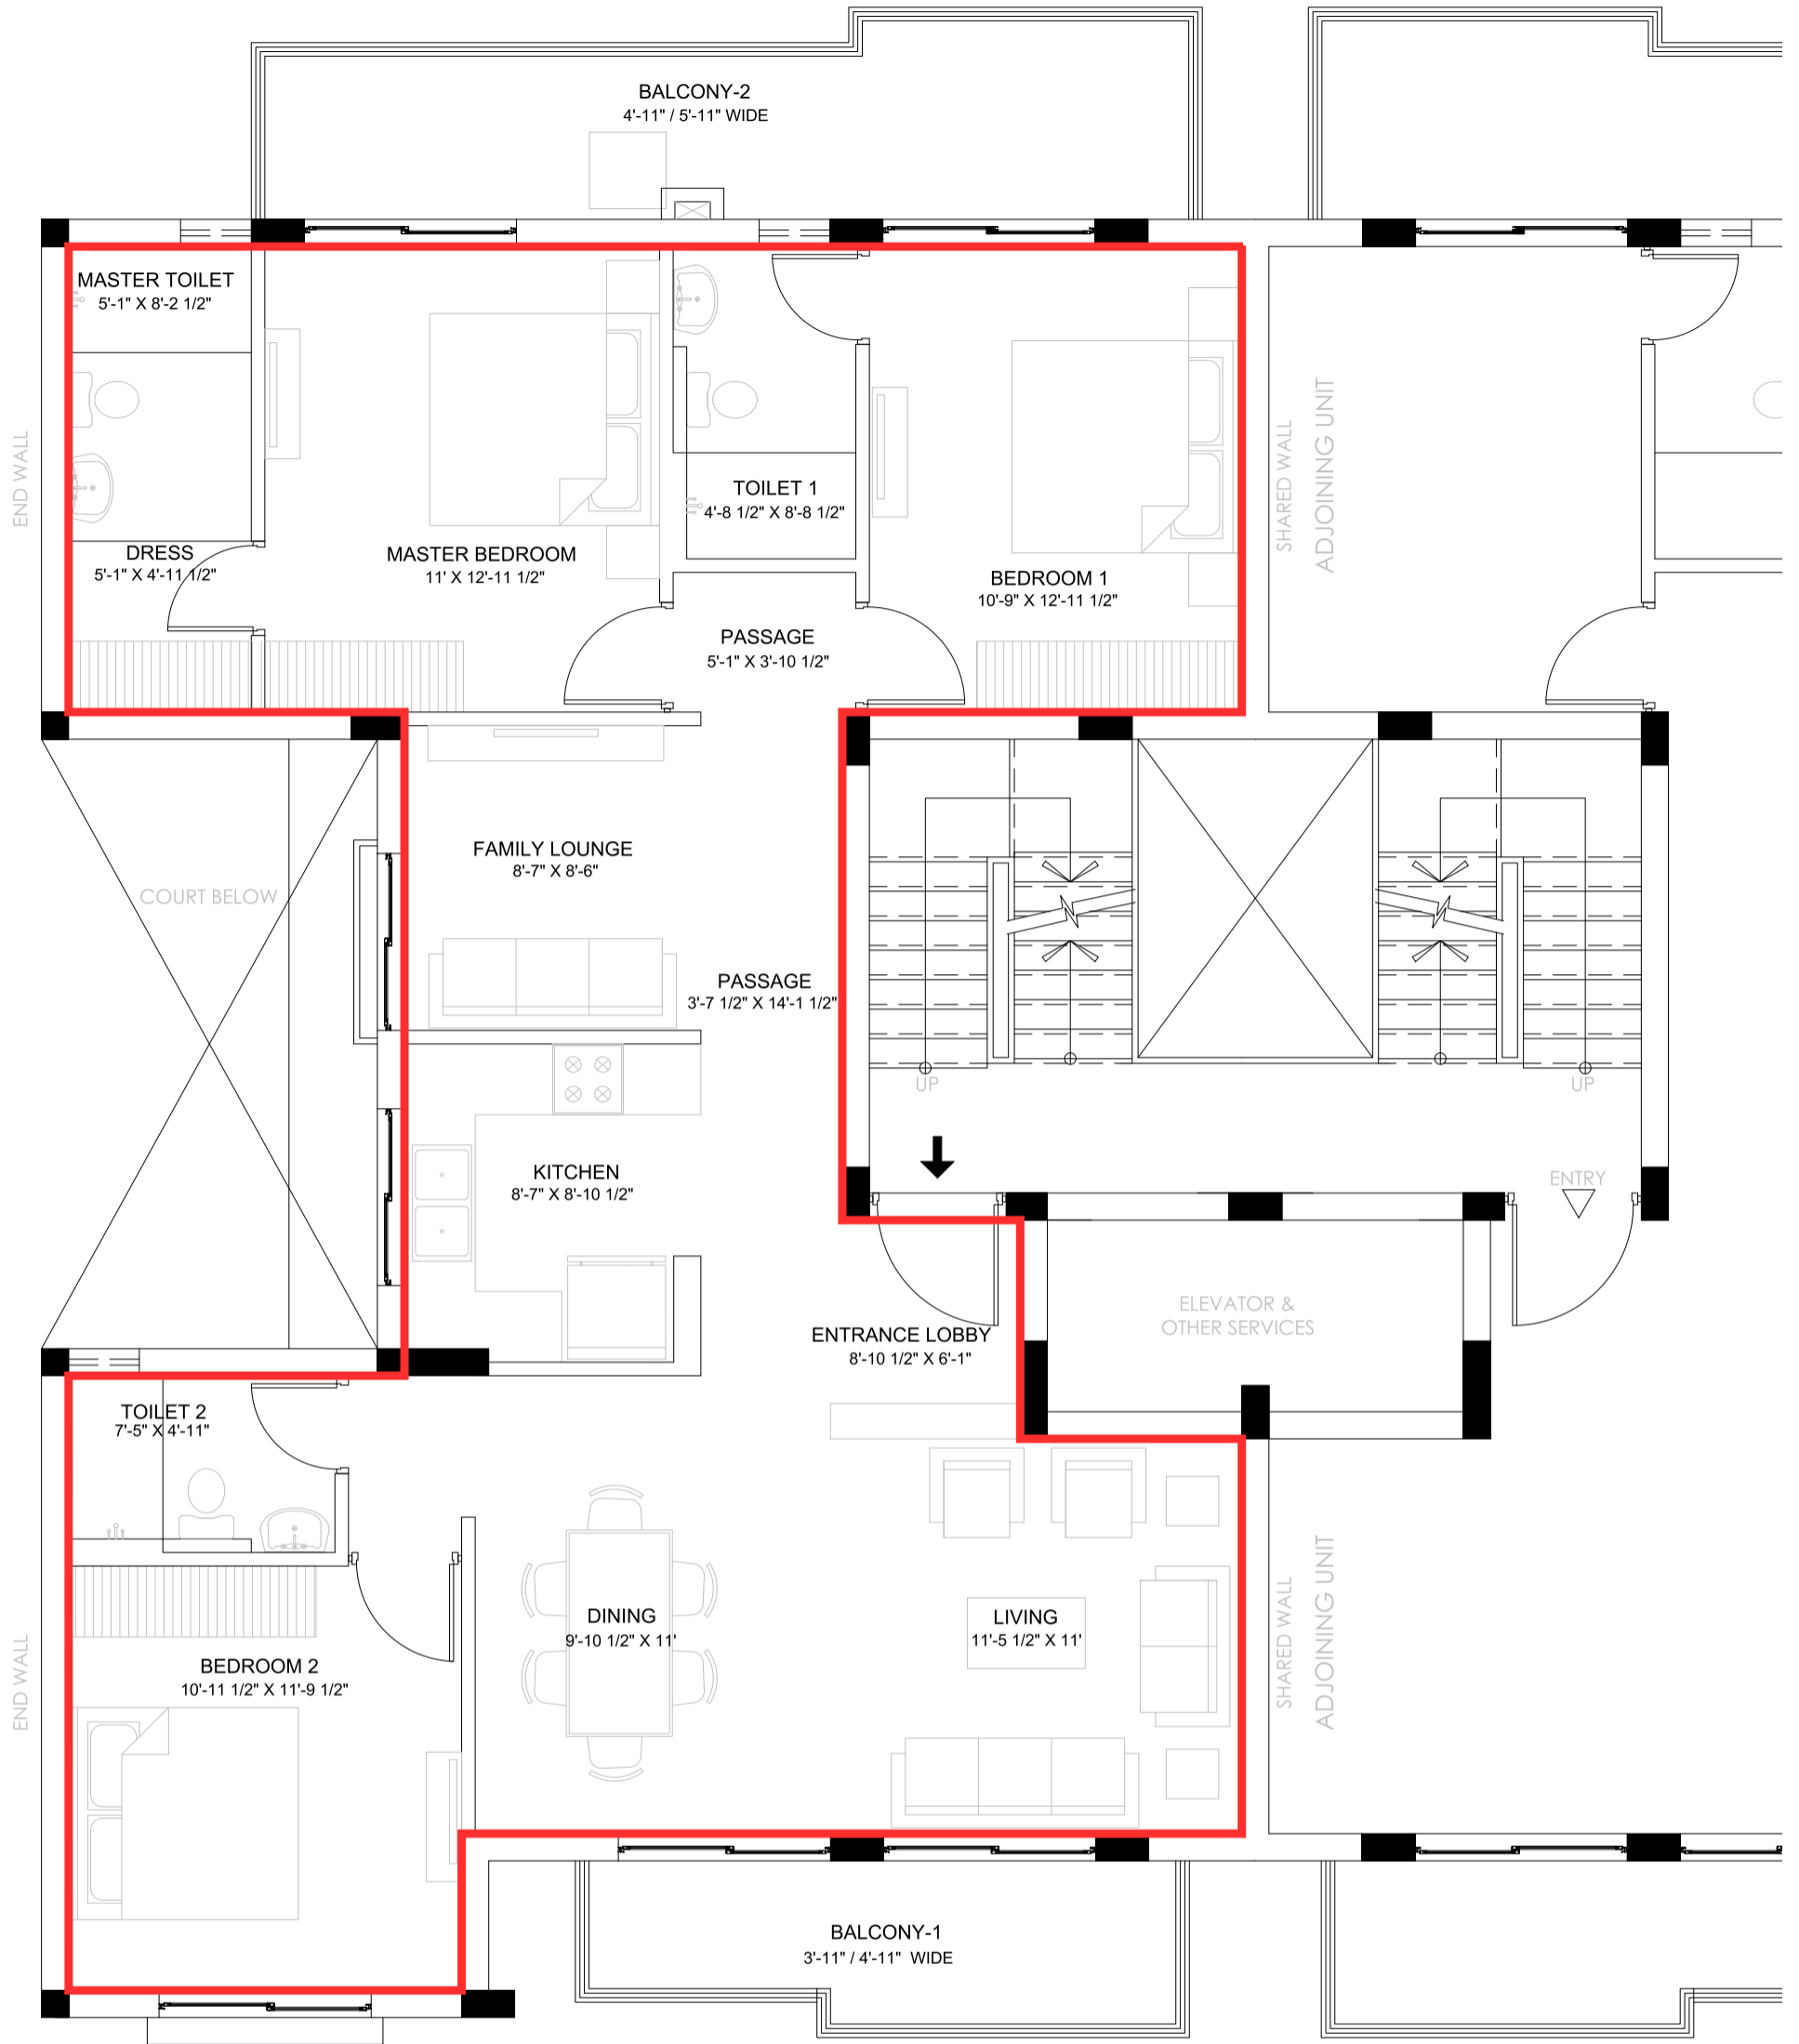 BALCONY-2
4'-11" / 5'-11" WIDE
MASTER TOILET
5'-1" X 8'-2 1/2"
END WALL
DRESS
5'-1" X 4'-11 1/2"
MASTER BEDROOM
11' X 12'-11 1/2"
TOILET 1
4'-8 1/2" X 8'-8 1/2"
BEDROOM 1
10'-9" X 12'-11 1/2"
SHARED WALL
ADJOINING UNIT
PASSAGE
5'-1" X 3'-10 1/2"
FAMILY LOUNGE
8'-7" X 8'-6"
COURT BELOW
PASSAGE
3'-7 1/2" X 14'-1 1/2"
UP
UP
KITCHEN
8'-7" X 8'-10 1/2"
ENTRY
ELEVATOR &
OTHER SERVICES
ENTRANCE LOBBY
8'-10 1/2" X 6'-1"
TOILET 2
7'-5" X 4'-11"
DINING
9'-10 1/2" X 11'
LIVING
11'-5 1/2" X 11'
SHARED WALL
ADJOINING UNIT
END WALL
BEDROOM 2
10'-11 1/2" X 11'-9 1/2"
BALCONY-1
3'-11" / 4'-11" WIDE